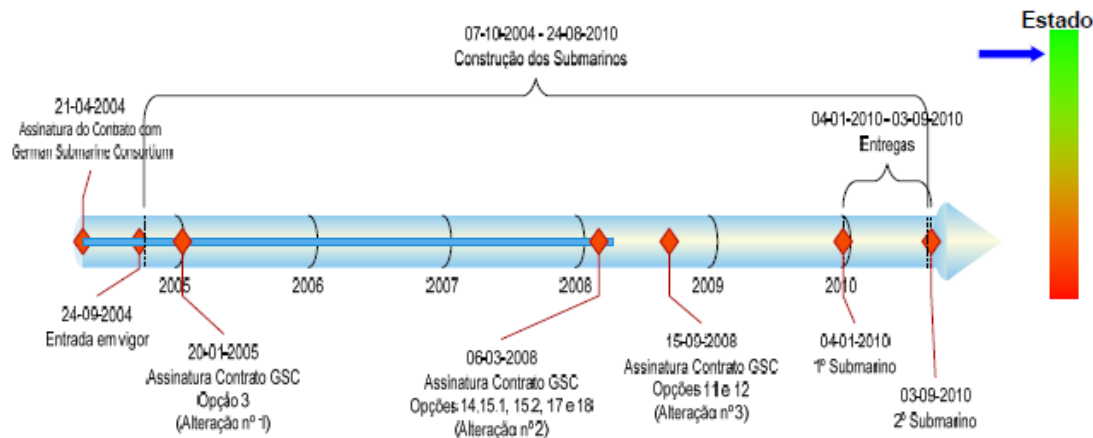 Estado
07-10-2004 - 24-08-2010
Construção dos Submarinos
21-04-2004
Assinatura do Contrato com
German Submarine Consortium
04-01-2010 - 03-09-2010
Entregas
2005
2006
2007
2008
2009
2010
24-09-2004
Entrada em vigor
20-01-2005
Assinatura Contrato GSC
Opção 3
(Alteração nº 1)
06-03-2008
Assinatura Contrato GSC
Opções 14,15.1, 15.2, 17 e 18
(Alteração nº 2)
15-09-2008
Assinatura Contrato GSC
Opções 11 e 12
(Alteração nº 3)
04-01-2010
1º Submarino
03-09-2010
2º Submarino